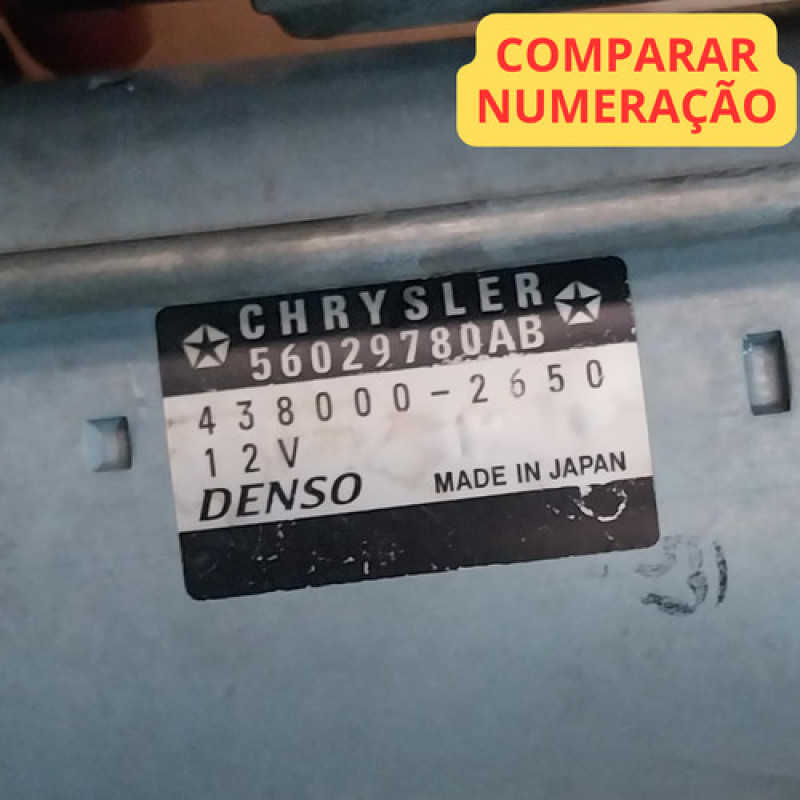 COMPARAR
NUMERAÇÃO
CHRYSLER
56029780AB
438000-2650
12V
DENSO MADE IN JAPAN